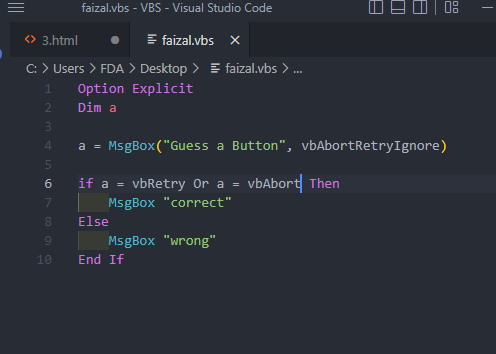 faizal.vbs - VBS - Visual Studio Code
3.html faizal.vbs
C: > Users > FDA > Desktop > faizal.vbs > ...
1 Option Explicit
2 Dim a
3
4 a = MsgBox("Guess a Button", vbAbortRetryIgnore)
5
6 if a = vbRetry Or a = vbAbort Then
7 MsgBox "correct"
8 Else
9 MsgBox "wrong"
10 End If